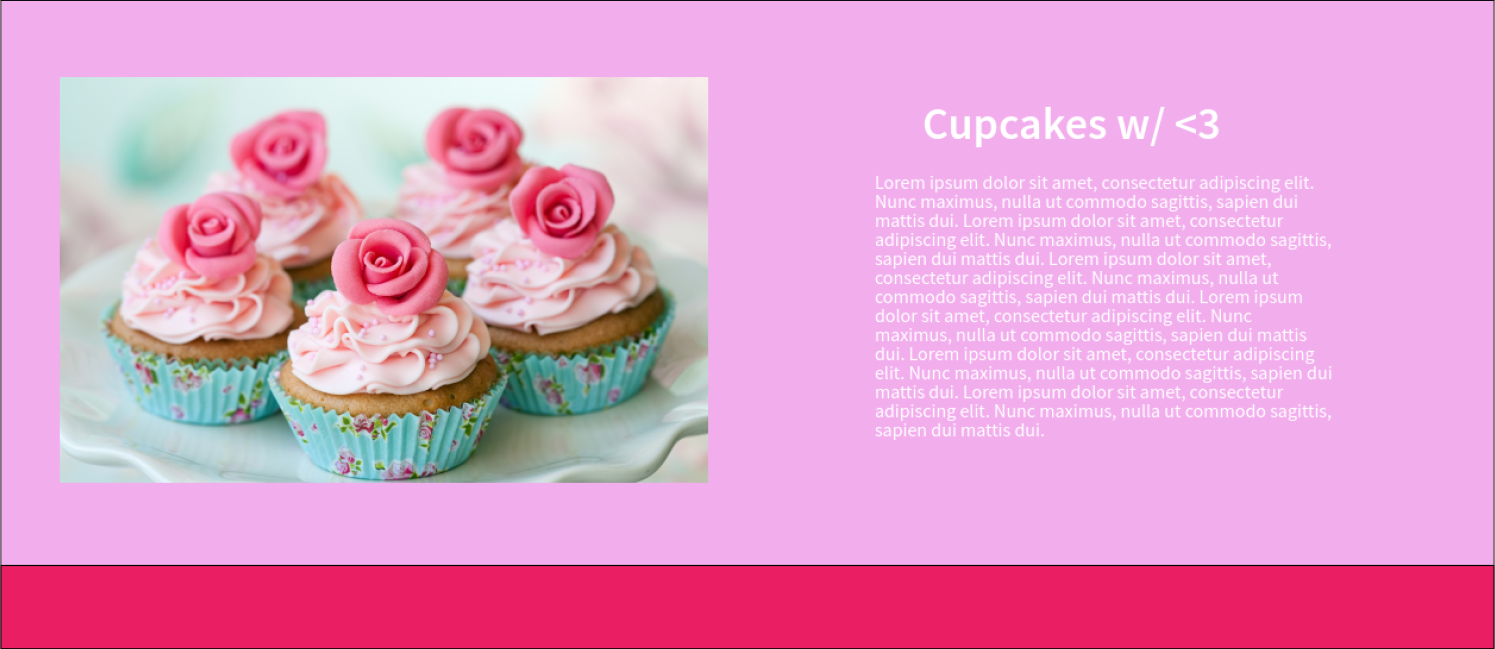 Cupcakes w/ <3
Lorem ipsum dolor sit amet, consectetur adipiscing elit.
Nunc maximus, nulla ut commodo sagittis, sapien dui
mattis dui. Lorem ipsum dolor sit amet, consectetur
adipiscing elit. Nunc maximus, nulla ut commodo sagittis,
sapien dui mattis dui. Lorem ipsum dolor sit amet,
consectetur adipiscing elit. Nunc maximus, nulla ut
commodo sagittis, sapien dui mattis dui. Lorem ipsum
dolor sit amet, consectetur adipiscing elit. Nunc
maximus, nulla ut commodo sagittis, sapien dui mattis
dui. Lorem ipsum dolor sit amet, consectetur adipiscing
elit. Nunc maximus, nulla ut commodo sagittis, sapien dui
mattis dui. Lorem ipsum dolor sit amet, consectetur
adipiscing elit. Nunc maximus, nulla ut commodo sagittis,
sapien dui mattis dui.